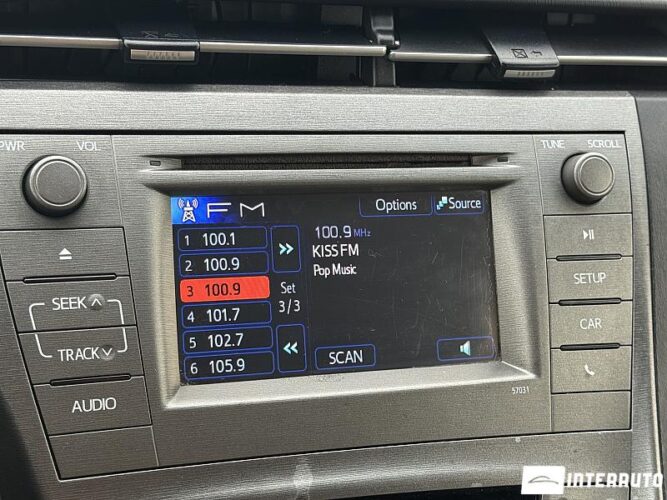 PWR VOL
TUNE SCROLL
FM
Options
Source
1 100.1
2 100.9
3 100.9
4 101.7
5 102.7
6 105.9
>>
Set
3/3
<<
100.9 MHz
KISS FM
Pop Music
SCAN
SEEK
TRACK
AUDIO
SETUP
CAR
57031
INTERAUTO